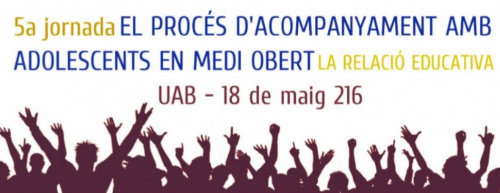 5a jornada EL PROCÉS D'ACOMPANYAMENT AMB
ADOLESCENTS EN MEDI OBERT LA RELACIÓ EDUCATIVA
UAB - 18 de maig 216